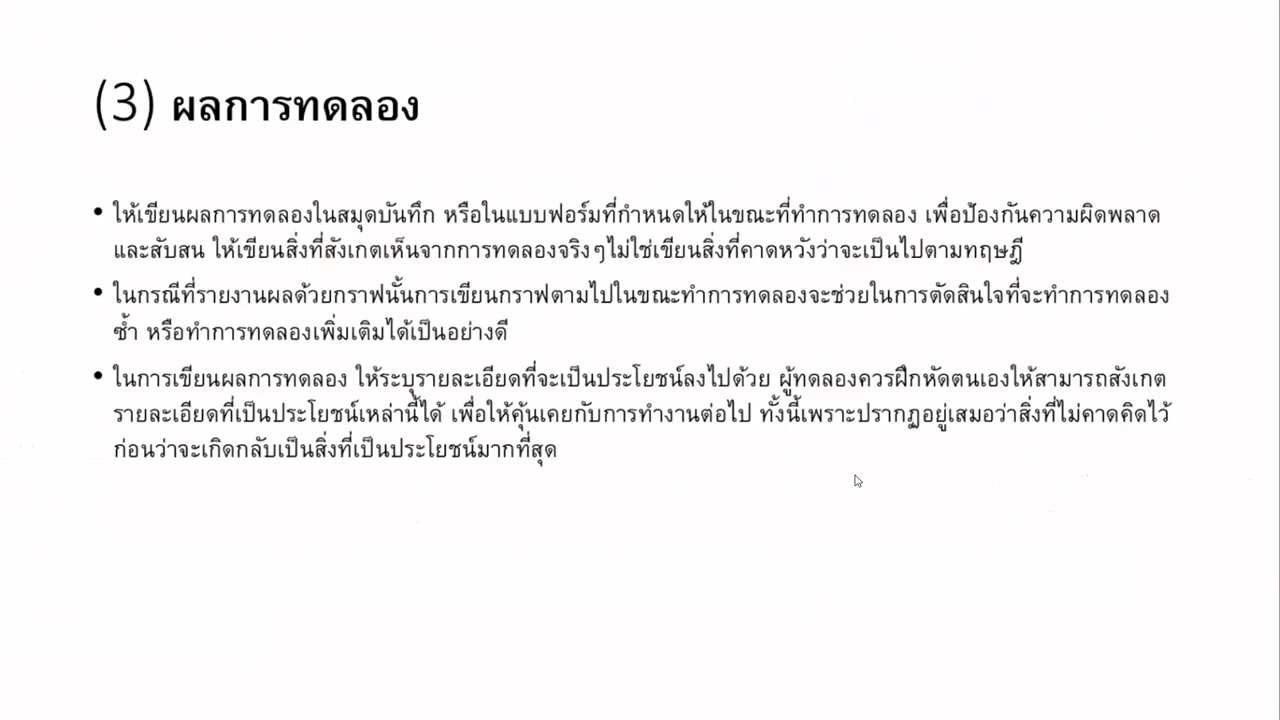 (3) ผลการทดลอง
• ให้เขียนผลการทดลองในสมุดบันทึก หรือในแบบฟอร์มที่กำหนดให้ในขณะที่ทำการทดลอง เพื่อป้องกันความผิดพลาด
และสับสน ให้เขียนสิ่งที่สังเกตเห็นจากการทดลองจริงๆไม่ใช่เขียนสิ่งที่คาดหวังว่าจะเป็นไปตามทฤษฎี
• ในกรณีที่รายงานผลด้วยกราฟนั้นการเขียนกราฟตามไปในขณะทำการทดลองจะช่วยในการตัดสินใจที่จะทำการทดลอง
ซ้ำ หรือทำการทดลองเพิ่มเติมได้เป็นอย่างดี
• ในการเขียนผลการทดลอง ให้ระบุรายละเอียดที่จะเป็นประโยชน์ลงไปด้วย ผู้ทดลองควรฝึกหัดตนเองให้สามารถสังเกต
รายละเอียดที่เป็นประโยชน์เหล่านี้ได้ เพื่อให้คุ้นเคยกับการทำงานต่อไป ทั้งนี้เพราะปรากฏอยู่เสมอว่าสิ่งที่ไม่คาดคิดไว้
ก่อนว่าจะเกิดกลับเป็นสิ่งที่เป็นประโยชน์มากที่สุด